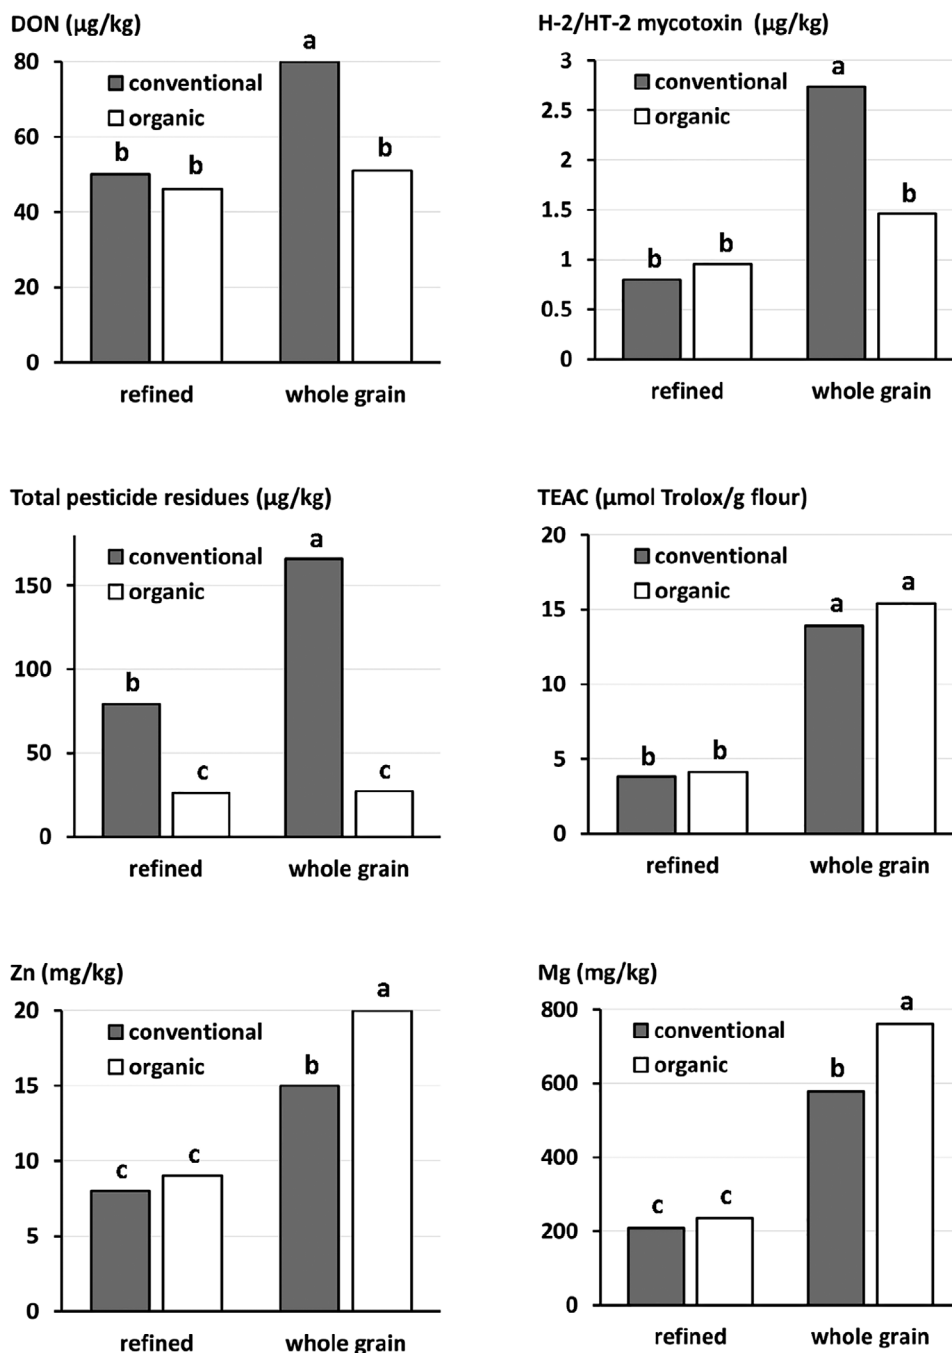 DON (µg/kg)
80
60
40
20
0
conventional
organic
b
b
a
b
refined
whole grain
H-2/HT-2 mycotoxin (µg/kg)
3
2.5
2
1.5
1
0.5
0
conventional
organic
b
b
a
b
refined
whole grain
Total pesticide residues (µg/kg)
150
100
50
0
conventional
organic
b
c
a
c
refined
whole grain
TEAC (µmol Trolox/g flour)
20
15
10
5
0
conventional
organic
b
b
a
a
refined
whole grain
Zn (mg/kg)
20
15
10
5
0
conventional
organic
c
c
b
a
refined
whole grain
Mg (mg/kg)
800
600
400
200
0
conventional
organic
c
c
b
a
refined
whole grain